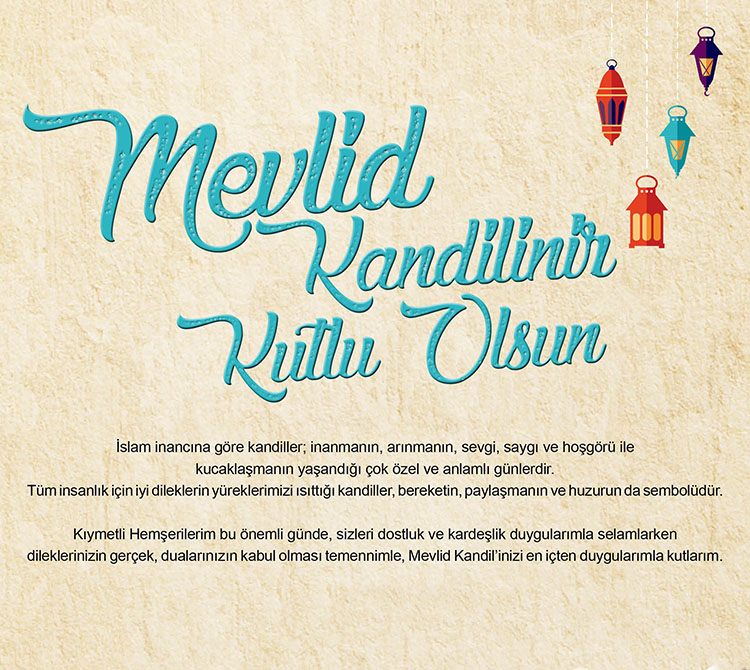 Mevlid
Kandilinir
Kutlu Olsun
İslam inancına göre kandiller; inanmanın, arınmanın, sevgi, saygı ve hoşgörü ile
kucaklaşmanın yaşandığı çok özel ve anlamlı günlerdir.
Tüm insanlık için iyi dileklerin yüreklerimizi ısıttığı kandiller, bereketin, paylaşmanın ve huzurun da sembolüdür.
Kıymetli Hemşerilerim bu önemli günde, sizleri dostluk ve kardeşlik duygularımla selamlarken
dileklerinizin gerçek, dualarınızın kabul olması temennimle, Mevlid Kandil’inizi en içten duygularımla kutlarım.